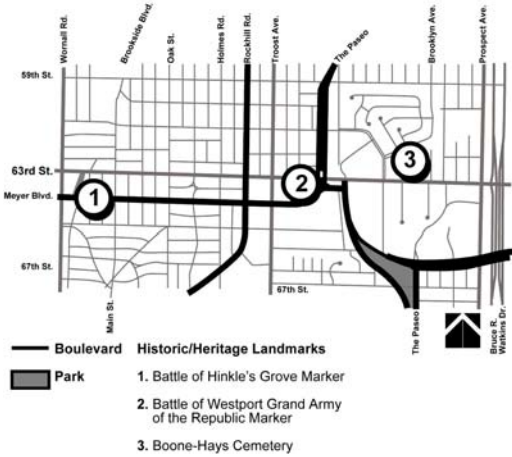 Wornall Rd.
Brookside Blvd.
Oak St.
Holmes Rd.
Rockhill Rd.
Troost Ave.
The Paseo
Brooklyn Ave.
Prospect Ave.
59th St.
63rd St.
Meyer Blvd.
1
2
3
67th St.
67th St.
Main St.
The Paseo
Bruce R.
Watkins Dr.
Boulevard
Park
Historic/Heritage Landmarks
1. Battle of Hinkle's Grove Marker
2. Battle of Westport Grand Army
of the Republic Marker
3. Boone-Hays Cemetery